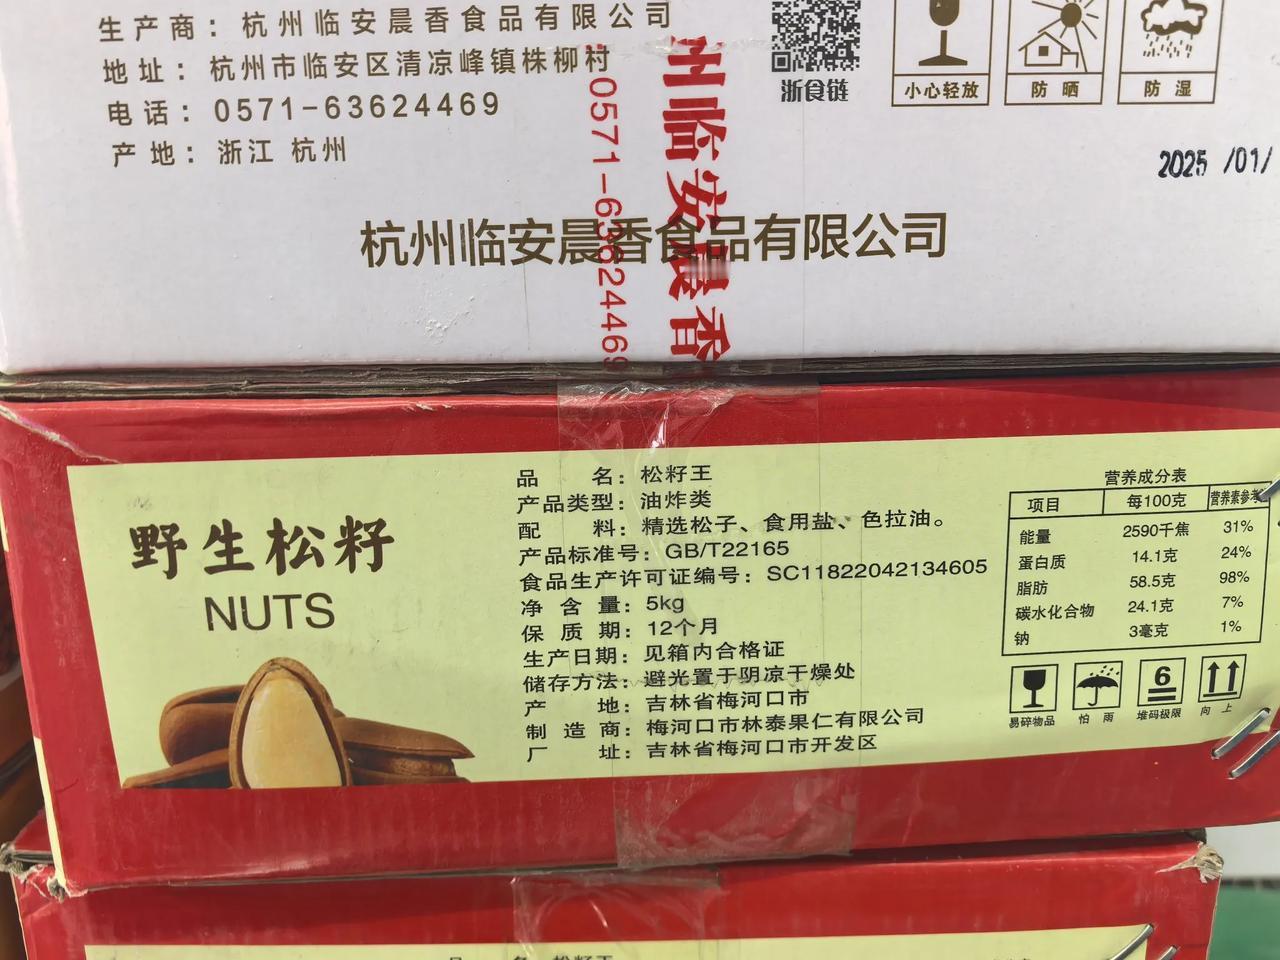 生产商：杭州临安晨香食品有限公司
地址：杭州市临安区清凉峰镇株柳村
电话：0571-63624469
产地：浙江 杭州
浙食链
小心轻放
防晒
防湿
2025 /01/
杭州临安晨香食品有限公司
州临安晨香
0571-63624469
野生松籽
NUTS
品名：松籽王
产品类型：油炸类
配料：精选松子、食用盐、色拉油。
产品标准号：GB/T22165
食品生产许可证编号：SC11822042134605
净含量：5kg
保质期：12个月
生产日期：见箱内合格证
储存方法：避光置于阴凉干燥处
产地：吉林省梅河口市
制造商：梅河口市林泰果仁有限公司
厂址：吉林省梅河口市开发区
营养成分表
项目 每100克 营养素参考
能量 2590千焦 31%
蛋白质 14.1克 24%
脂肪 58.5克 98%
碳水化合物 24.1克 7%
钠 3毫克 1%
易碎物品
怕雨
6
堆码极限
向上